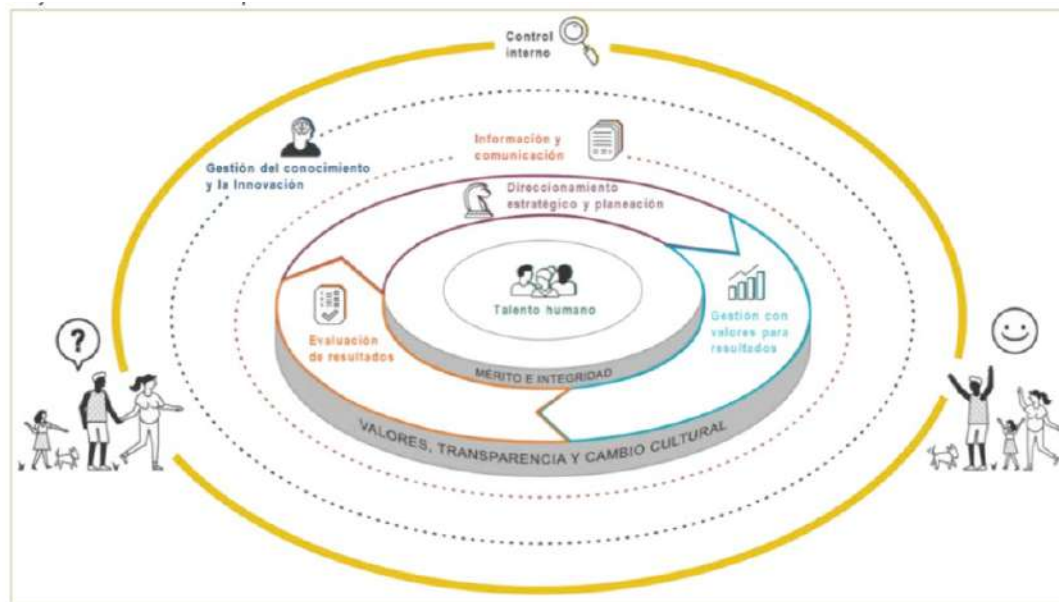 Control
interno
Información y
comunicación
Gestión del conocimiento
y la Innovación
Direccionamiento
estratégico y planeación
Talento humano
Gestión con
valores para
resultados
Evaluación
de resultados
MÉRITO E INTEGRIDAD
VALORES, TRANSPARENCIA Y CAMBIO CULTURAL
?